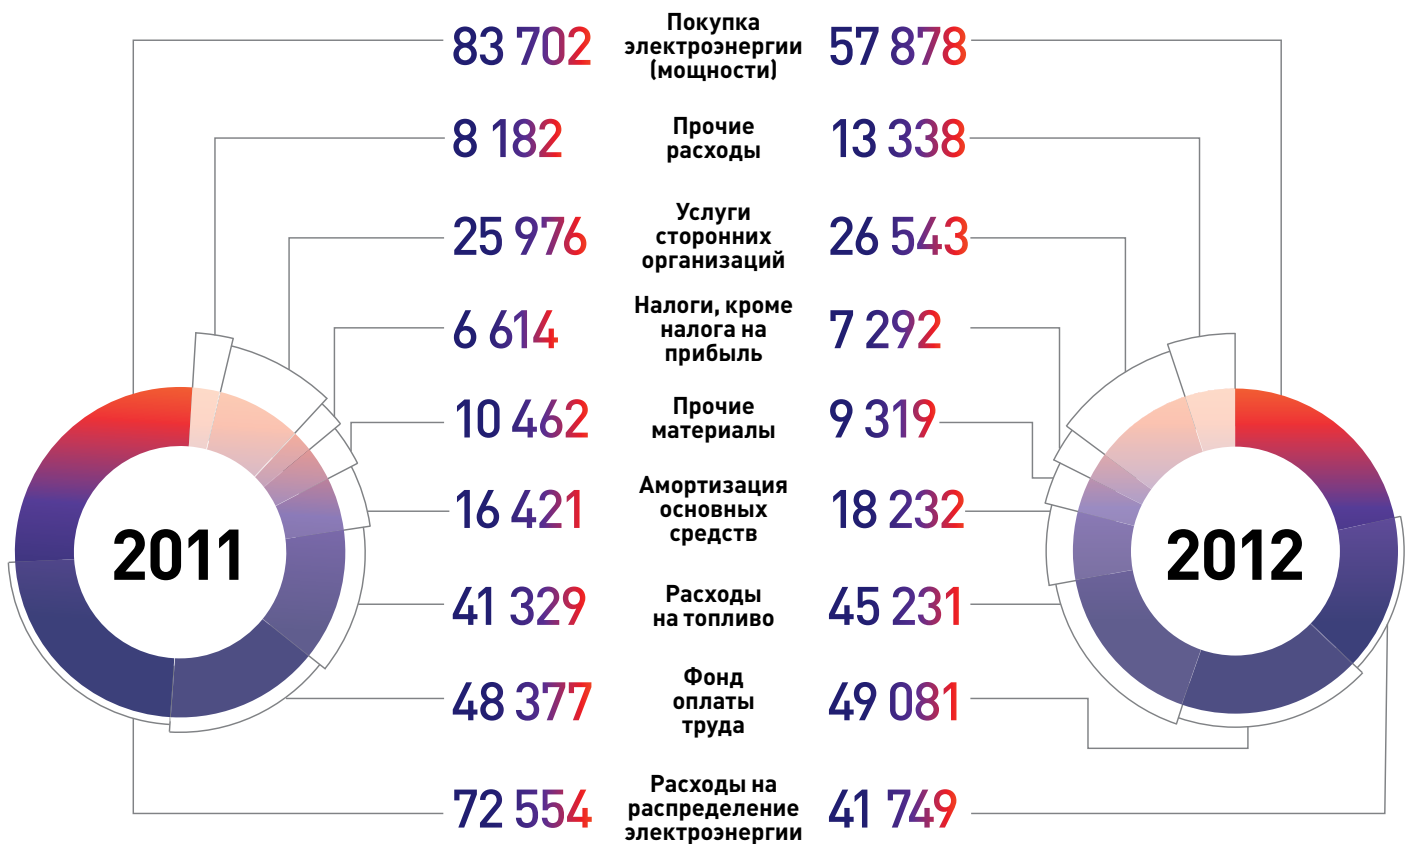 83 702
Покупка
электроэнергии
(мощности)
57 878
8 182
Прочие
расходы
13 338
25 976
Услуги
сторонних
организаций
26 543
6 614
Налоги, кроме
налога на
прибыль
7 292
10 462
Прочие
материалы
9 319
16 421
Амортизация
основных
средств
18 232
2011
2012
41 329
Расходы
на топливо
45 231
48 377
Фонд
оплаты
труда
49 081
72 554
Расходы на
распределение
электроэнергии
41 749